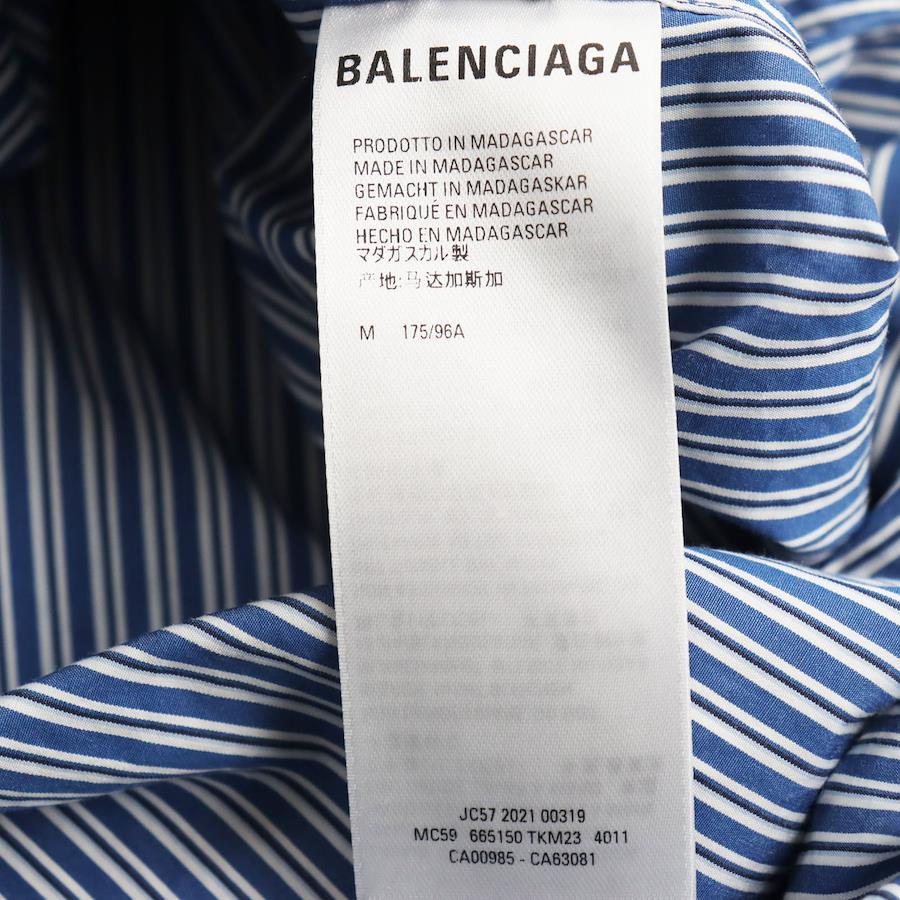 BALENCIAGA
PRODOTTO IN MADAGASCAR
MADE IN MADAGASCAR
GEMACHT IN MADAGASKAR
FABRIQUÉ EN MADAGASCAR
HECHO EN MADAGASCAR
マダガスカル製
产地:马达加斯加
M 175/96A
JC57 2021 00319
MC59 665150 TKM23 4011
CA00985 - CA63081